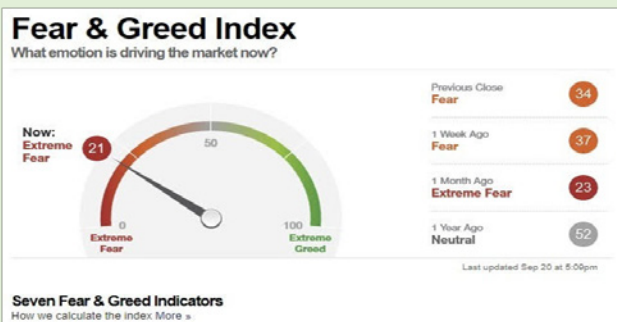 Fear & Greed Index
What emotion is driving the market now?
Now:
Extreme
Fear
21
50
0
Extreme
Fear
100
Extreme
Greed
Previous Close
Fear
34
1 Week Ago
Fear
37
1 Month Ago
Extreme Fear
23
1 Year Ago
Neutral
52
Last updated Sep 20 at 5:09pm
Seven Fear & Greed Indicators
How we calculate the index More »